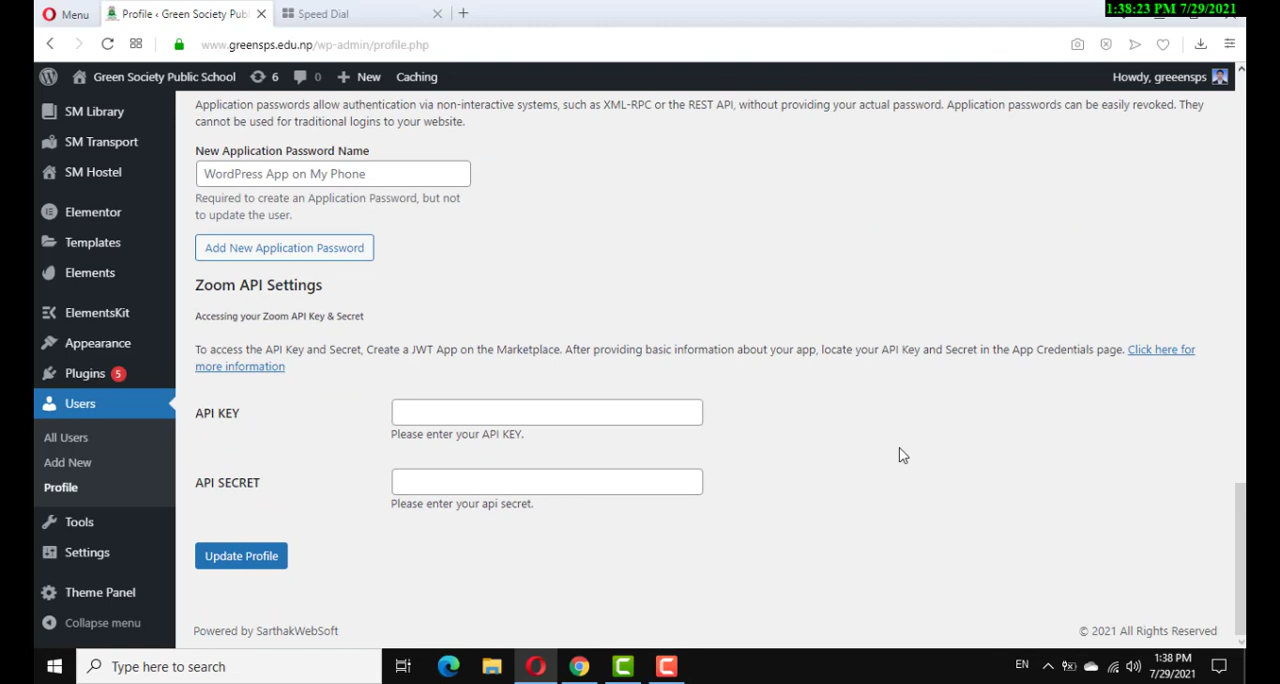 1:38:23 PM 7/29/2021
Menu
Profile ‹ Green Society Publ
Speed Dial
www.greensps.edu.np/wp-admin/profile.php
Green Society Public School
6
0
New
Caching
Howdy, greeensps
SM Library
SM Transport
SM Hostel
Elementor
Templates
Elements
ElementsKit
Appearance
Plugins 5
Users
All Users
Add New
Profile
Tools
Settings
Theme Panel
Collapse menu
Application passwords allow authentication via non-interactive systems, such as XML-RPC or the REST API, without providing your actual password. Application passwords can be easily revoked. They
cannot be used for traditional logins to your website.
New Application Password Name
WordPress App on My Phone
Required to create an Application Password, but not
to update the user.
Add New Application Password
Zoom API Settings
Accessing your Zoom API Key & Secret
To access the API Key and Secret, Create a JWT App on the Marketplace. After providing basic information about your app, locate your API Key and Secret in the App Credentials page. Click here for
more information
API KEY
Please enter your API KEY.
API SECRET
Please enter your api secret.
Update Profile
Powered by SarthakWebSoft
© 2021 All Rights Reserved
Type here to search
EN
1:38 PM
7/29/2021